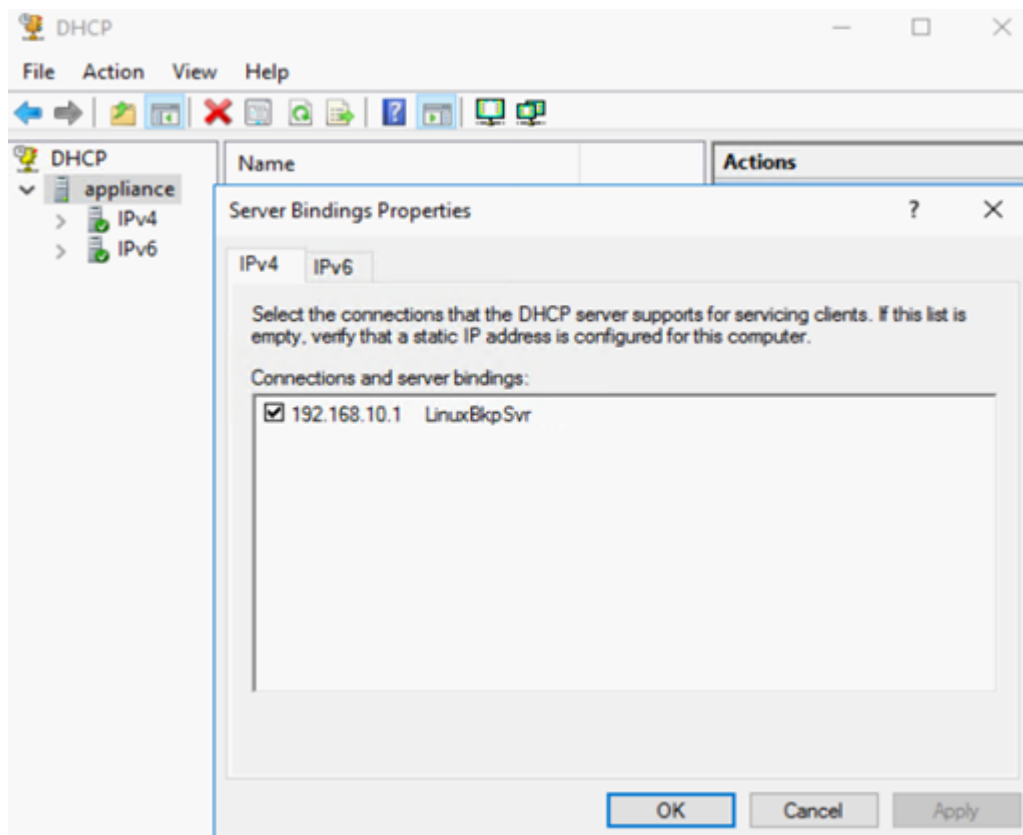 DHCP
File Action View Help
DHCP
appliance
IPv4
IPv6
Name
Actions
Server Bindings Properties
IPv4 IPv6
Select the connections that the DHCP server supports for servicing clients. If this list is
empty, verify that a static IP address is configured for this computer.
Connections and server bindings:
192.168.10.1 LinuxBkpSvr
OK Cancel Apply